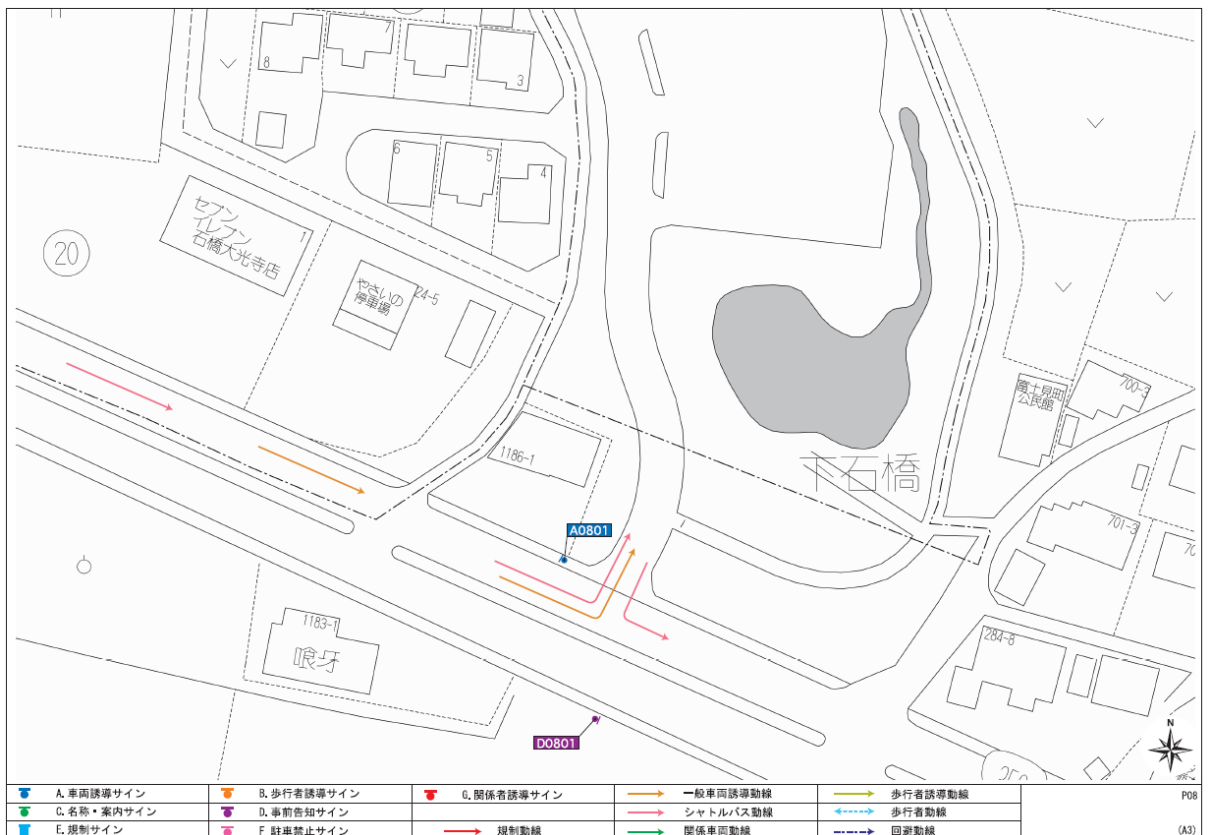 8
7
3
6
5
4
セブン
イレブン
石橋大光寺店
1
20
やさいの
停車場
24-5
富士見町
公民館
700-3
下石橋
1186-1
A0801
701-3
70
1183-1
喰牙
284-8
D0801
N
250
A.車両誘導サイン
B.歩行者誘導サイン
G.関係者誘導サイン
一般車両誘導動線
歩行者誘導動線
P08
C.名称・案内サイン
D.事前告知サイン
シャトルバス動線
歩行者動線
E.規制サイン
F 駐車禁止サイン
規制動線
関係車両動線
回避動線
(A3)